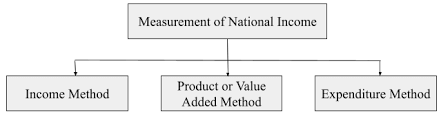 Measurement of National Income
Income Method
Product or Value
Added Method
Expenditure Method